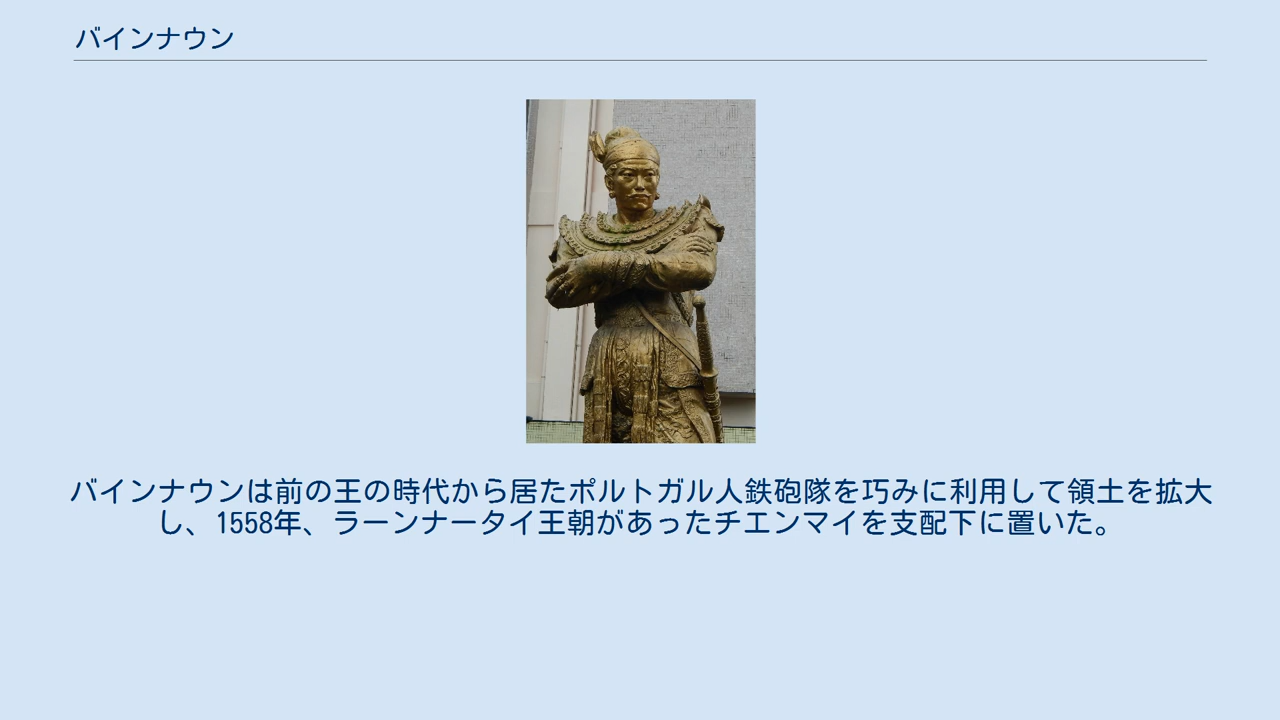 バインナウン
バインナウンは前の王の時代から居たポルトガル人鉄砲隊を巧みに利用して領土を拡大
し、1558年、ラーンナータイ王朝があったチエンマイを支配下に置いた。